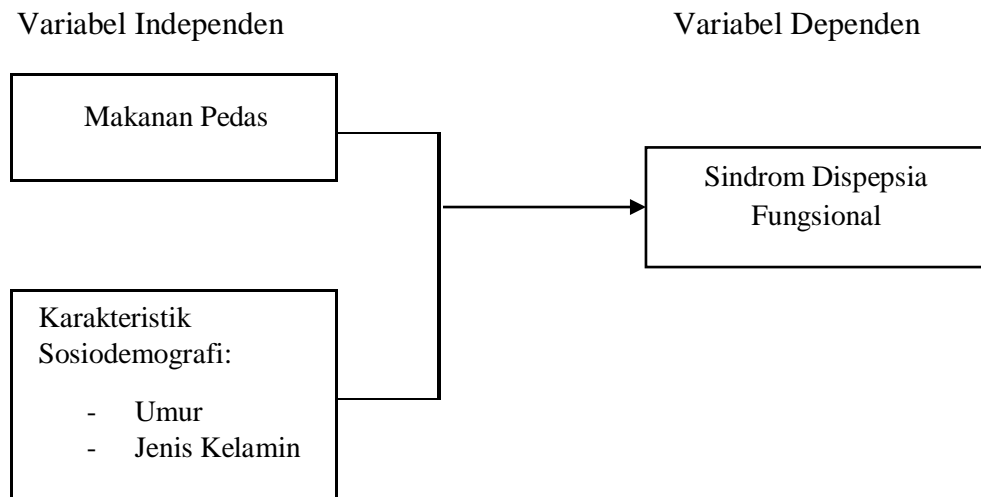 Variabel Independen
Variabel Dependen
Makanan Pedas
Sindrom Dispepsia
Fungsional
Karakteristik
Sosiodemografi:
- Umur
- Jenis Kelamin